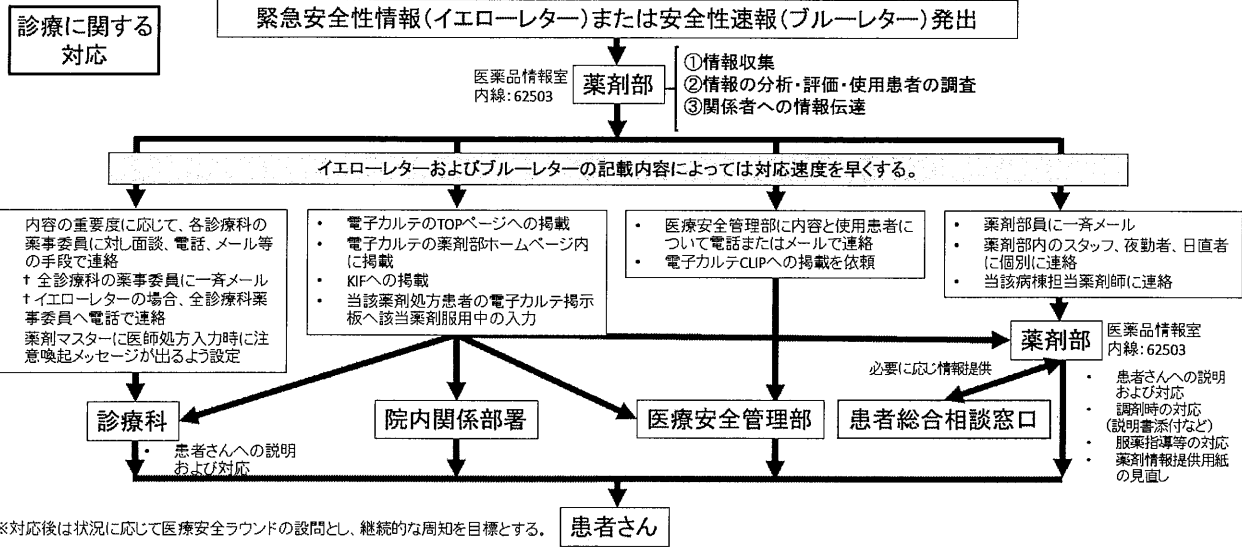 診療に関する
対応
緊急安全性情報(イエローレター)または安全性速報(ブルーレター)発出
医薬品情報室
内線:62503
薬剤部
①情報収集
②情報の分析・評価・使用患者の調査
③関係者への情報伝達
イエローレターおよびブルーレターの記載内容によっては対応速度を早くする。
内容の重要度に応じて、各診療科の
薬事委員に対し面談、電話、メール等
の手段で連絡
† 全診療科の薬事委員に一斉メール
† イエローレターの場合、全診療科薬
事委員へ電話で連絡
薬剤マスターに医師処方入力時に注
意喚起メッセージが出るよう設定
・ 電子カルテのTOPページへの掲載
・ 電子カルテの薬剤部ホームページ内
に掲載
・ KIFへの掲載
・ 当該薬剤処方患者の電子カルテ掲示
板へ該当薬剤服用中の入力
・ 医療安全管理部に内容と使用患者に
ついて電話またはメールで連絡
・ 電子カルテCLIPへの掲載を依頼
・ 薬剤部員に一斉メール
・ 薬剤部内のスタッフ、夜勤者、日直者
に個別に連絡
・ 当該病棟担当薬剤師に連絡
薬剤部
医薬品情報室
内線:62503
必要に応じ情報提供
診療科
院内関係部署
医療安全管理部
患者総合相談窓口
・ 患者さんへの説明
および対応
・ 患者さんへの説明
および対応
・ 調剤時の対応
(説明書添付など)
・ 服薬指導等の対応
・ 薬剤情報提供用紙
の見直し
※対応後は状況に応じて医療安全ラウンドの設問とし、継続的な周知を目標とする。
患者さん